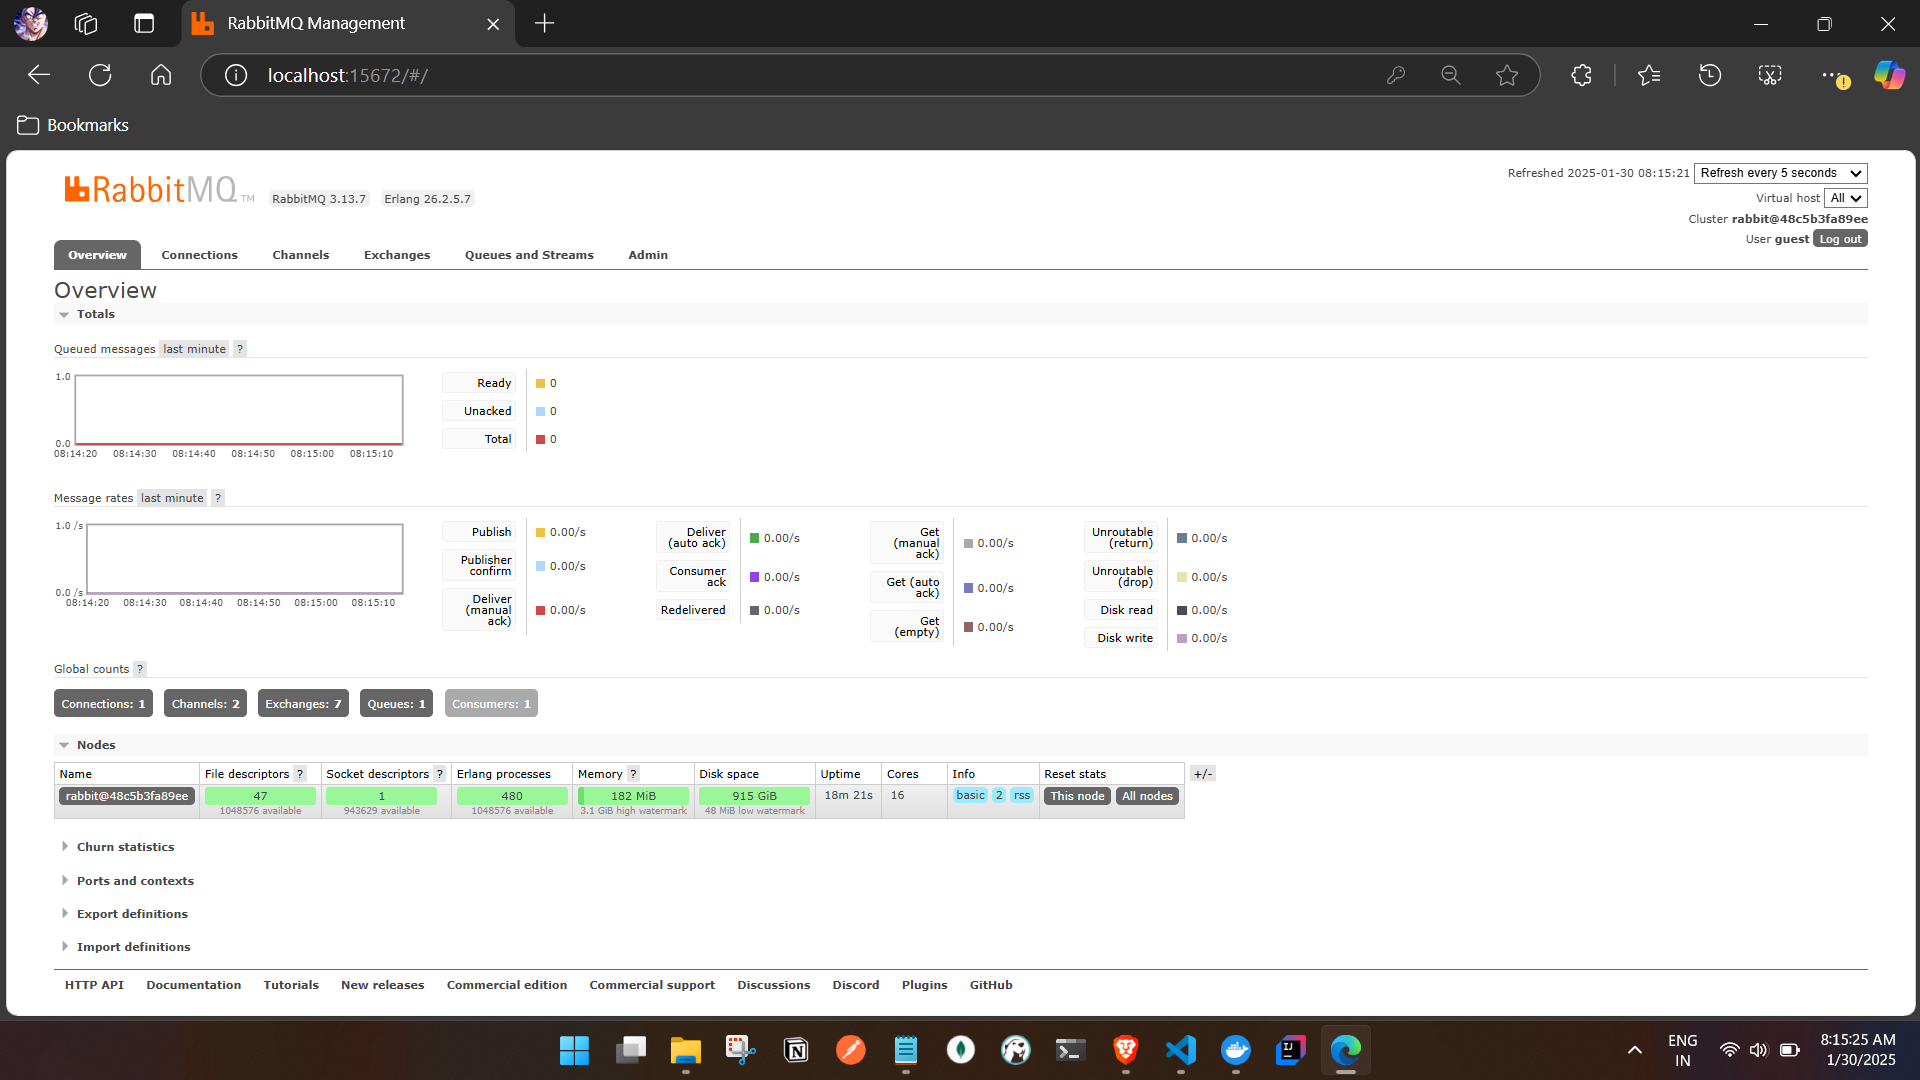 RabbitMQ Management
localhost:15672/#/
Bookmarks
RabbitMQ TM
RabbitMQ 3.13.7 Erlang 26.2.5.7
Refreshed 2025-01-30 08:15:21 Refresh every 5 seconds
Virtual host All
Cluster rabbit@48c5b3fa89ee
User guest Log out
Overview Connections Channels Exchanges Queues and Streams Admin
Overview
Totals
Queued messages last minute ?
1.0
0.0
08:14:20 08:14:30 08:14:40 08:14:50 08:15:00 08:15:10
Ready 0
Unacked 0
Total 0
Message rates last minute ?
1.0 /s
0.0 /s
08:14:20 08:14:30 08:14:40 08:14:50 08:15:00 08:15:10
Publish 0.00/s
Publisher
confirm 0.00/s
Deliver
(manual
ack) 0.00/s
Deliver
(auto ack) 0.00/s
Consumer
ack 0.00/s
Redelivered 0.00/s
Get
(manual
ack) 0.00/s
Get (auto
ack) 0.00/s
Get
(empty) 0.00/s
Unroutable
(return) 0.00/s
Unroutable
(drop) 0.00/s
Disk read 0.00/s
Disk write 0.00/s
Global counts ?
Connections: 1 Channels: 2 Exchanges: 7 Queues: 1 Consumers: 1
Nodes
Name File descriptors ? Socket descriptors ? Erlang processes Memory ? Disk space Uptime Cores Info Reset stats +/-
rabbit@48c5b3fa89ee 47 1 480 182 MiB 915 GiB 18m 21s 16 basic 2 rss This node All nodes
1048576 available 943629 available 1048576 available 3.1 GiB high watermark 48 MiB low watermark
Churn statistics
Ports and contexts
Export definitions
Import definitions
HTTP API Documentation Tutorials New releases Commercial edition Commercial support Discussions Discord Plugins GitHub
ENG
IN
8:15:25 AM
1/30/2025